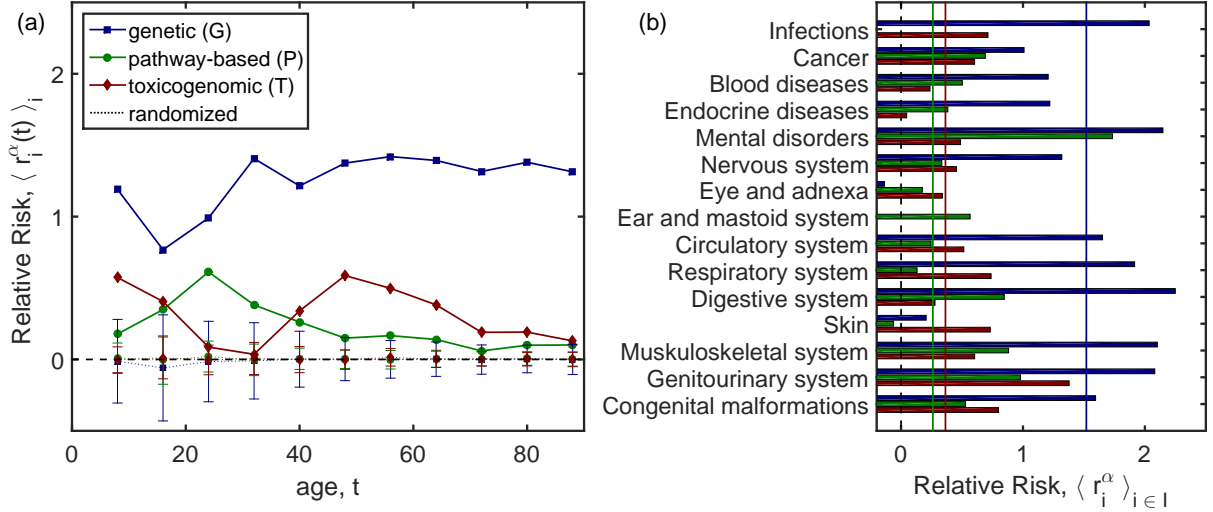 (a)
genetic (G)
pathway-based (P)
toxicogenomic (T)
randomized
2
1
0
0
20
40
60
80
age, t
Relative Risk, ⟨ r_i^α(t) ⟩_i
(b)
Infections
Cancer
Blood diseases
Endocrine diseases
Mental disorders
Nervous system
Eye and adnexa
Ear and mastoid system
Circulatory system
Respiratory system
Digestive system
Skin
Muskuloskeletal system
Genitourinary system
Congenital malformations
0
1
2
Relative Risk, ⟨ r_i^α ⟩_{i ∈ I}